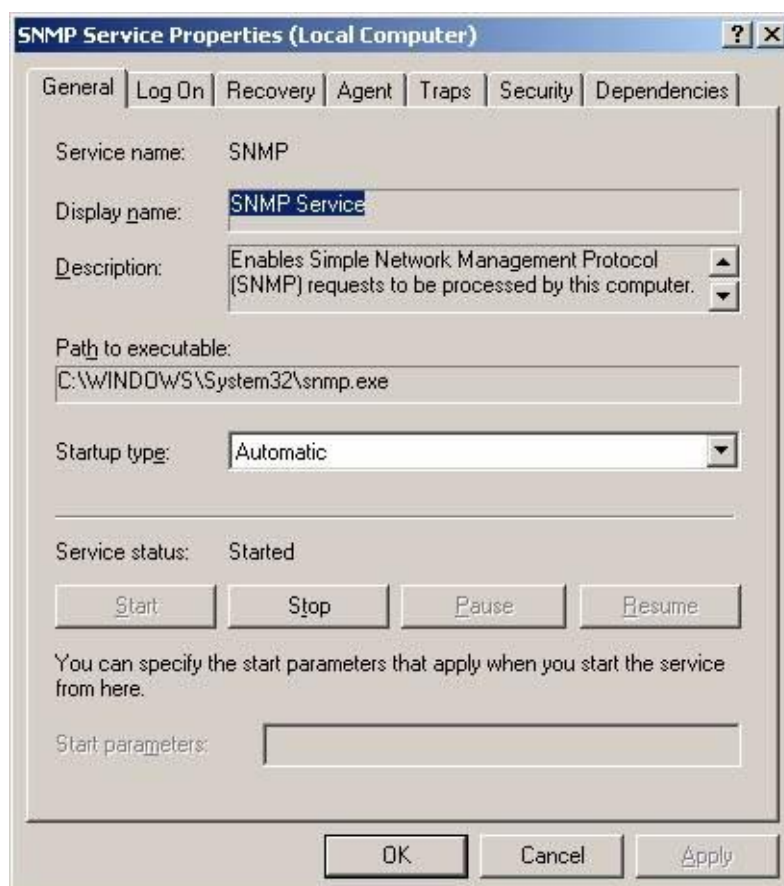 SNMP Service Properties (Local Computer)
General Log On Recovery Agent Traps Security Dependencies
Service name: SNMP
Display name: SNMP Service
Description: Enables Simple Network Management Protocol
(SNMP) requests to be processed by this computer.
Path to executable:
C:\WINDOWS\System32\snmp.exe
Startup type: Automatic
Service status: Started
Start Stop Pause Resume
You can specify the start parameters that apply when you start the service
from here.
Start parameters:
OK Cancel Apply